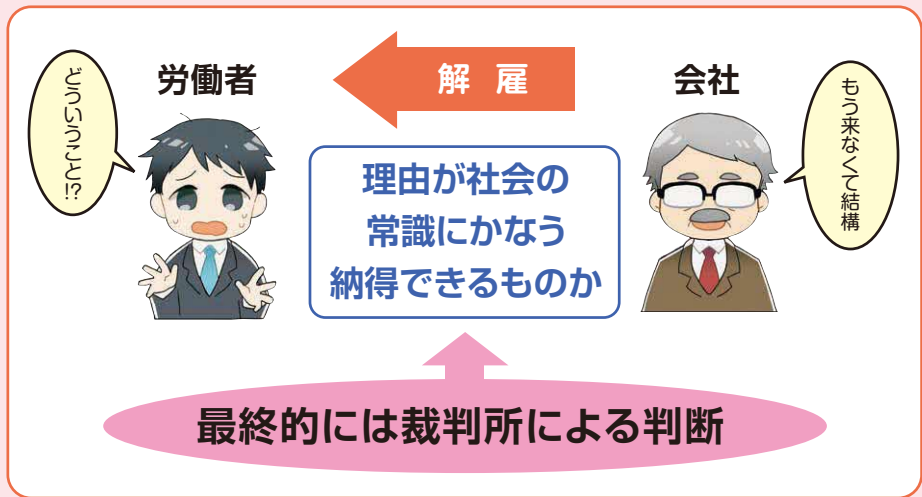 どういうこと!?
労働者
解雇
会社
もう来なくて結構
理由が社会の
常識にかなう
納得できるものか
最終的には裁判所による判断